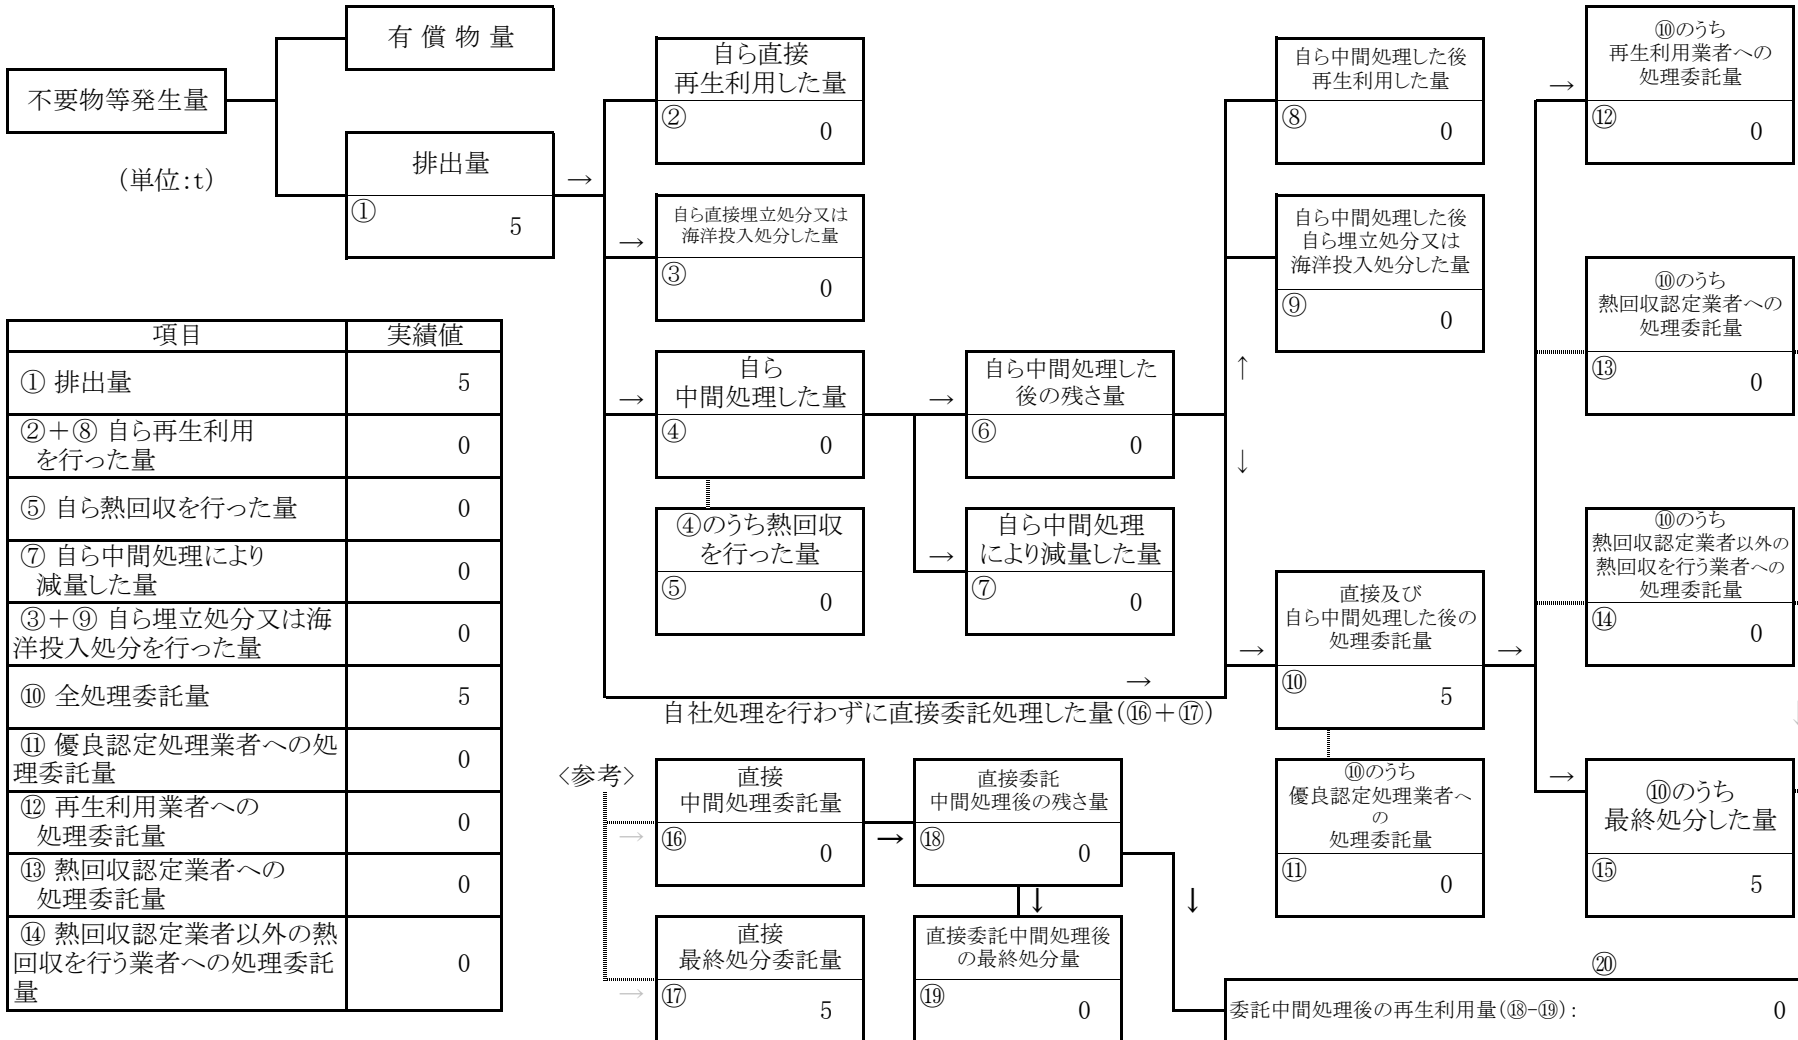 有 償 物 量
不要物等発生量
(単位:t)
排出量
①
5
→
自ら直接
再生利用した量
②
0
→
自ら直接埋立処分又は
海洋投入処分した量
③
0
→
自ら
中間処理した量
④
0
④のうち熱回収
を行った量
⑤
0
→
自ら中間処理した
後の残さ量
⑥
0
→
自ら中間処理
により減量した量
⑦
0
自ら中間処理した後
再生利用した量
⑧
0
自ら中間処理した後
自ら埋立処分又は
海洋投入処分した量
⑨
0
↑
↓
→
直接及び
自ら中間処理した後の
処理委託量
⑩
5
→
⑩のうち
優良認定処理業者へ
の
処理委託量
⑪
0
→
⑩のうち
再生利用業者への
処理委託量
⑫
0
⑩のうち
熱回収認定業者への
処理委託量
⑬
0
⑩のうち
熱回収認定業者以外の
熱回収を行う業者への
処理委託量
⑭
0
→
⑩のうち
最終処分した量
⑮
5
→
自社処理を行わずに直接委託処理した量(⑯+⑰)
項目 実績値
① 排出量 5
②+⑧ 自ら再生利用
を行った量 0
⑤ 自ら熱回収を行った量 0
⑦ 自ら中間処理により
減量した量 0
③+⑨ 自ら埋立処分又は海
洋投入処分を行った量 0
⑩ 全処理委託量 5
⑪ 優良認定処理業者への処
理委託量 0
⑫ 再生利用業者への
処理委託量 0
⑬ 熱回収認定業者への
処理委託量 0
⑭ 熱回収認定業者以外の熱
回収を行う業者への処理委託
量 0
<参考>
→
直接
中間処理委託量
⑯
0
→
直接委託
中間処理後の残さ量
⑱
0
↓
↓
→
直接
最終処分委託量
⑰
5
直接委託中間処理後
の最終処分量
⑲
0
⑳
委託中間処理後の再生利用量(⑱-⑲): 0